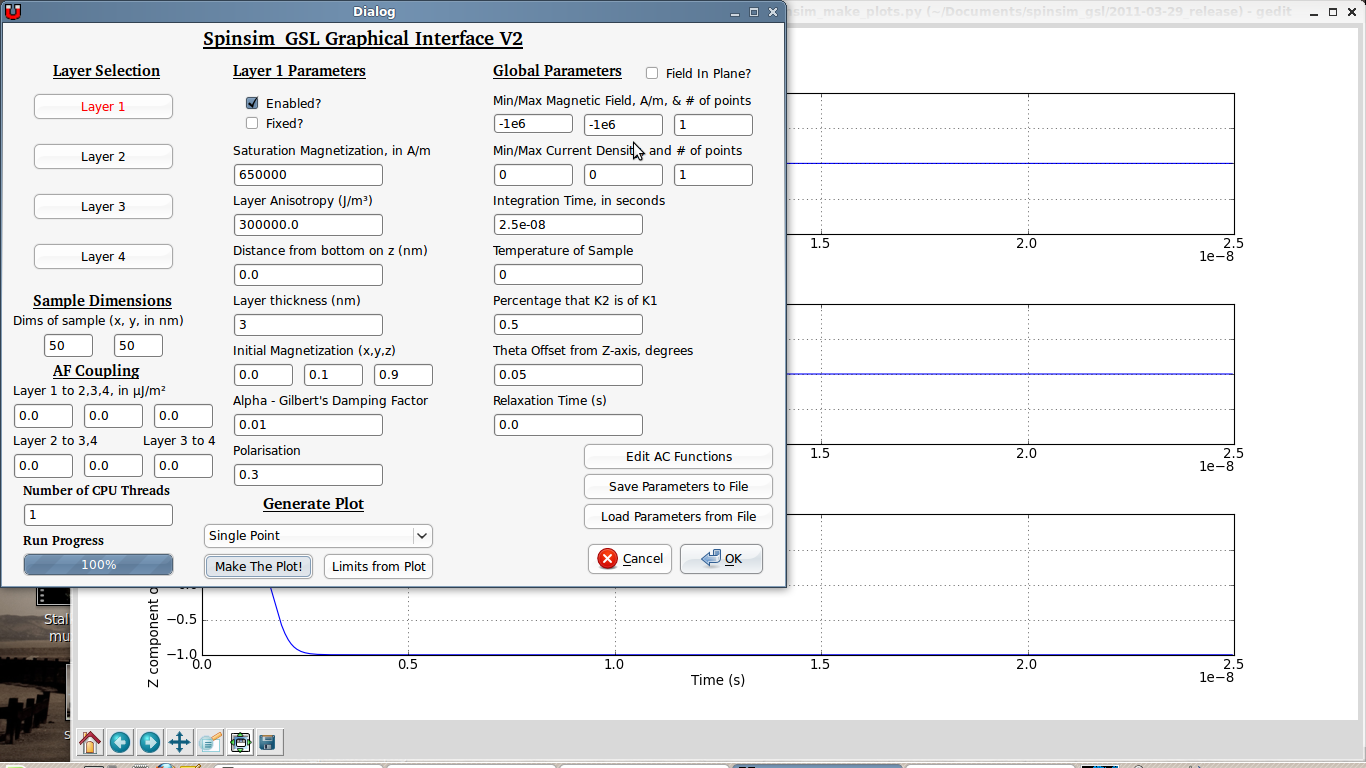 Dialog
sim_make_plots.py (~/Documents/spinsim_gsl/2011-03-29_release) - gedit
Spinsim GSL Graphical Interface V2
Layer Selection
Layer 1
Layer 2
Layer 3
Layer 4
Sample Dimensions
Dims of sample (x, y, in nm)
50 50
AF Coupling
Layer 1 to 2,3,4, in µJ/m²
0.0 0.0 0.0
Layer 2 to 3,4 Layer 3 to 4
0.0 0.0 0.0
Number of CPU Threads
1
Run Progress
100%
Layer 1 Parameters
Enabled?
Fixed?
Saturation Magnetization, in A/m
650000
Layer Anisotropy (J/m³)
300000.0
Distance from bottom on z (nm)
0.0
Layer thickness (nm)
3
Initial Magnetization (x,y,z)
0.0 0.1 0.9
Alpha - Gilbert's Damping Factor
0.01
Polarisation
0.3
Generate Plot
Single Point
Make The Plot! Limits from Plot
Global Parameters Field In Plane?
Min/Max Magnetic Field, A/m, & # of points
-1e6 -1e6 1
Min/Max Current Densit and # of points
0 0 1
Integration Time, in seconds
2.5e-08
Temperature of Sample
0
Percentage that K2 is of K1
0.5
Theta Offset from Z-axis, degrees
0.05
Relaxation Time (s)
0.0
Edit AC Functions
Save Parameters to File
Load Parameters from File
Cancel OK
1.5 2.0 2.5
1e−8
1.5 2.0 2.5
1e−8
Z component o
−0.5
−1.0
0.0 0.5 1.0 1.5 2.0 2.5
Time (s) 1e−8
Stal
mu